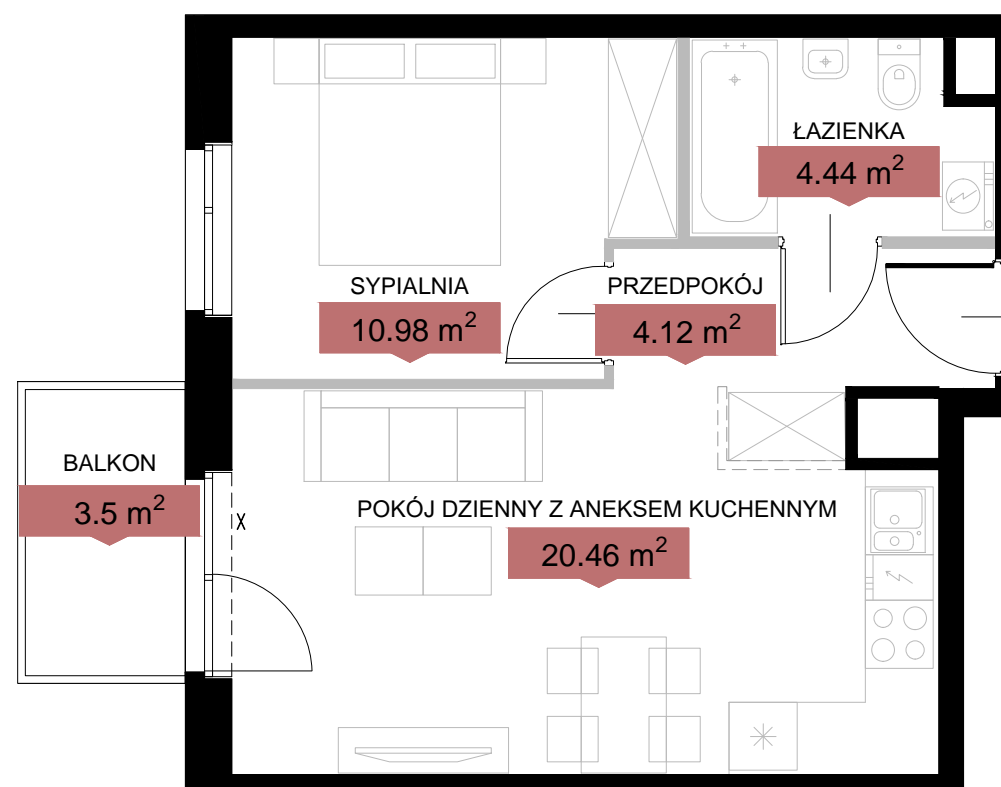 ŁAZIENKA
4.44 m²
SYPIALNIA
10.98 m²
PRZEDPOKÓJ
4.12 m²
BALKON
3.5 m²
X
POKÓJ DZIENNY Z ANEKSEM KUCHENNYM
20.46 m²